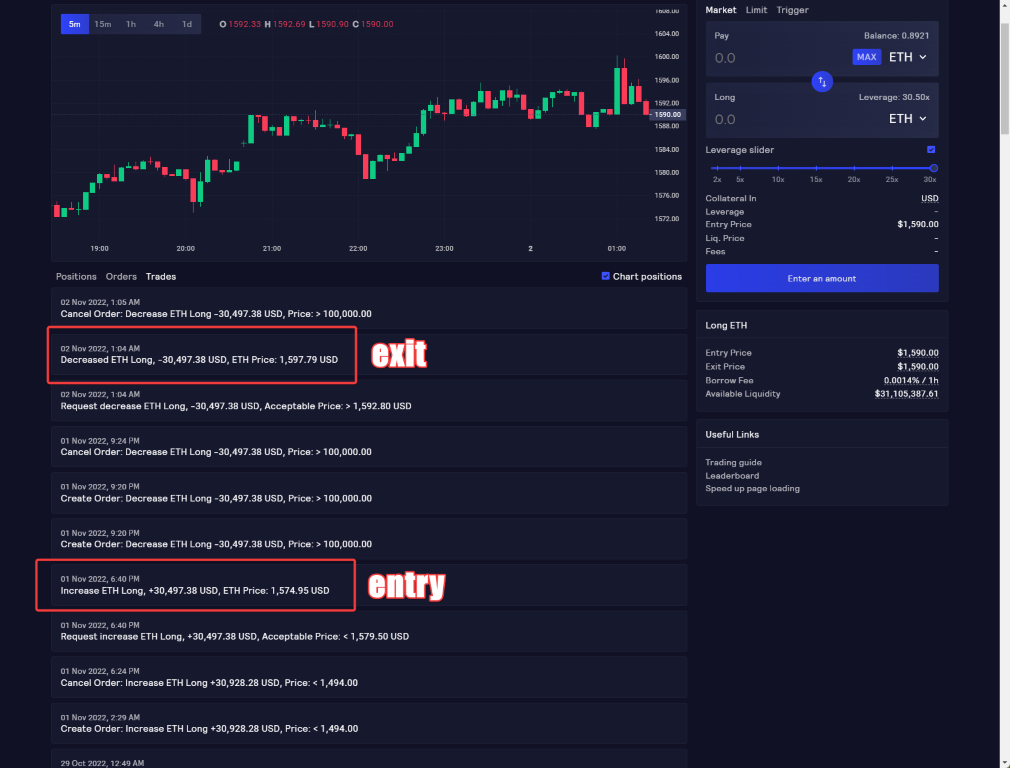 5m 15m 1h 4h 1d O 1592.33 H 1592.69 L 1590.90 C 1590.00
1608.00
1604.00
1600.00
1596.00
1592.00
1590.00
1588.00
1584.00
1580.00
1576.00
1572.00
19:00 20:00 21:00 22:00 23:00 2 01:00
Positions Orders Trades Chart positions
02 Nov 2022, 1:05 AM
Cancel Order: Decrease ETH Long -30,497.38 USD, Price: > 100,000.00
02 Nov 2022, 1:04 AM
Decreased ETH Long, -30,497.38 USD, ETH Price: 1,597.79 USD
exit
02 Nov 2022, 1:04 AM
Request decrease ETH Long, -30,497.38 USD, Acceptable Price: > 1,592.80 USD
01 Nov 2022, 9:24 PM
Cancel Order: Decrease ETH Long -30,497.38 USD, Price: > 100,000.00
01 Nov 2022, 9:20 PM
Create Order: Decrease ETH Long -30,497.38 USD, Price: > 100,000.00
01 Nov 2022, 9:20 PM
Create Order: Decrease ETH Long -30,497.38 USD, Price: > 100,000.00
01 Nov 2022, 6:40 PM
Increase ETH Long, +30,497.38 USD, ETH Price: 1,574.95 USD
entry
01 Nov 2022, 6:40 PM
Request increase ETH Long, +30,497.38 USD, Acceptable Price: < 1,579.50 USD
01 Nov 2022, 6:24 PM
Cancel Order: Increase ETH Long +30,928.28 USD, Price: < 1,494.00
01 Nov 2022, 2:29 AM
Create Order: Increase ETH Long +30,928.28 USD, Price: < 1,494.00
29 Oct 2022, 12:49 AM
Market Limit Trigger
Pay Balance: 0.8921
0.0 MAX ETH
Long Leverage: 30.50x
0.0 ETH
Leverage slider
2x 5x 10x 15x 20x 25x 30x
Collateral In USD
Leverage -
Entry Price $1,590.00
Liq. Price -
Fees -
Enter an amount
Long ETH
Entry Price $1,590.00
Exit Price $1,590.00
Borrow Fee 0.0014% / 1h
Available Liquidity $31,105,387.61
Useful Links
Trading guide
Leaderboard
Speed up page loading